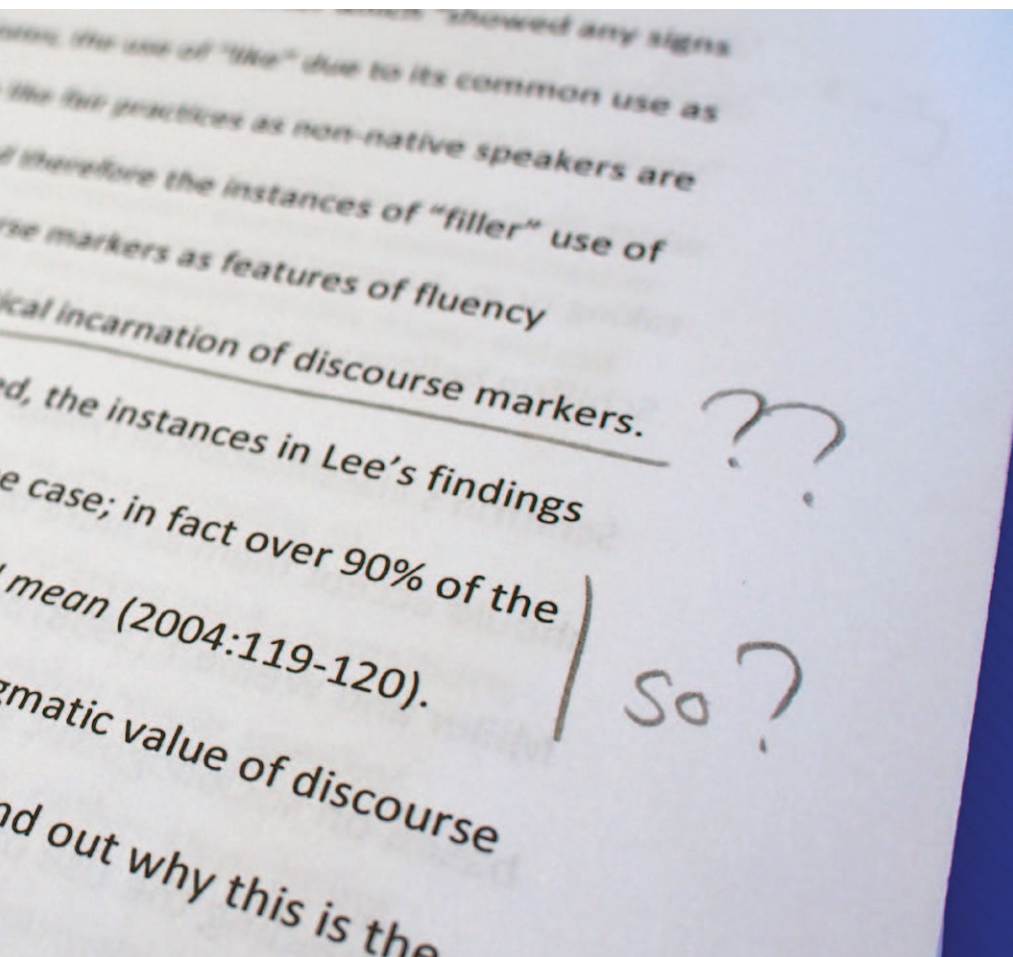 showed any signs
the use of "like" due to its common use as
like fair practices as non-native speakers are
therefore the instances of "filler" use of
markers as features of fluency
ical incarnation of discourse markers. ??
ed, the instances in Lee's findings
e case; in fact over 90% of the
mean (2004:119-120). so?
gmatic value of discourse
nd out why this is the